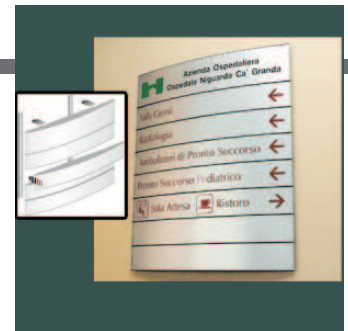 Azienda Ospedaliera
Ospedale Niguarda Ca' Granda
Sala Gessi
Radiologia
Ambulatori di Pronto Soccorso
Pronto Soccorso Pediatrico
Sala Attesa Ristoro